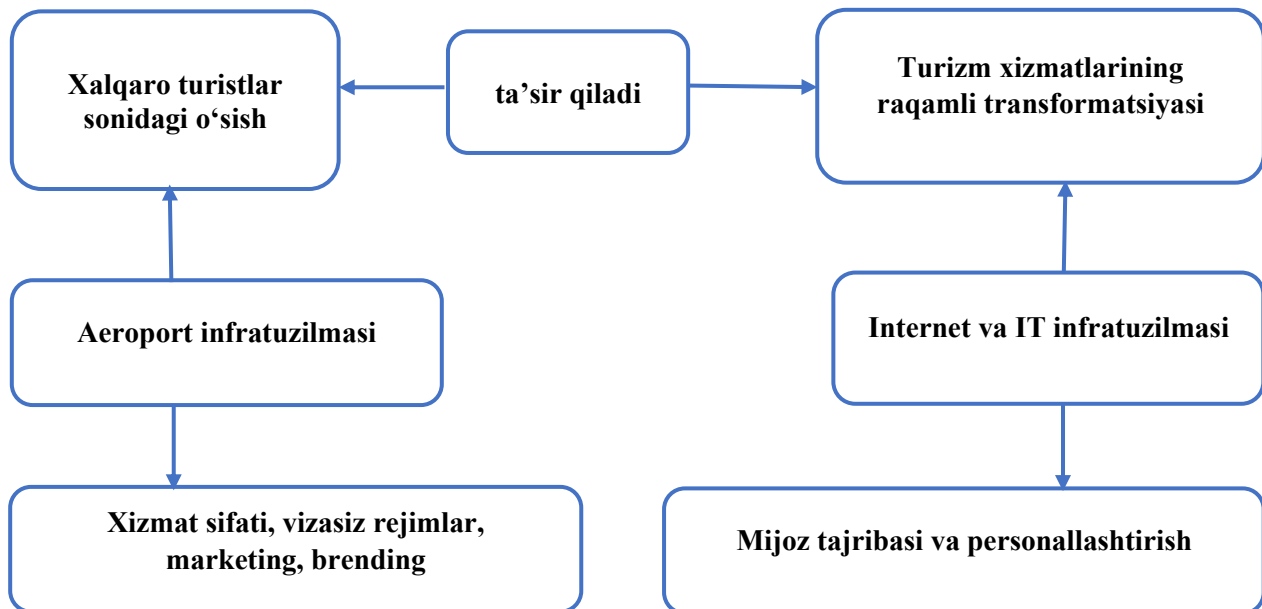 Xalqaro turistlar
sonidagi o‘sish
ta’sir qiladi
Turizm xizmatlarining
raqamli transformatsiyasi
Aeroport infratuzilmasi
Internet va IT infratuzilmasi
Xizmat sifati, vizasiz rejimlar,
marketing, brending
Mijoz tajribasi va personallashtirish